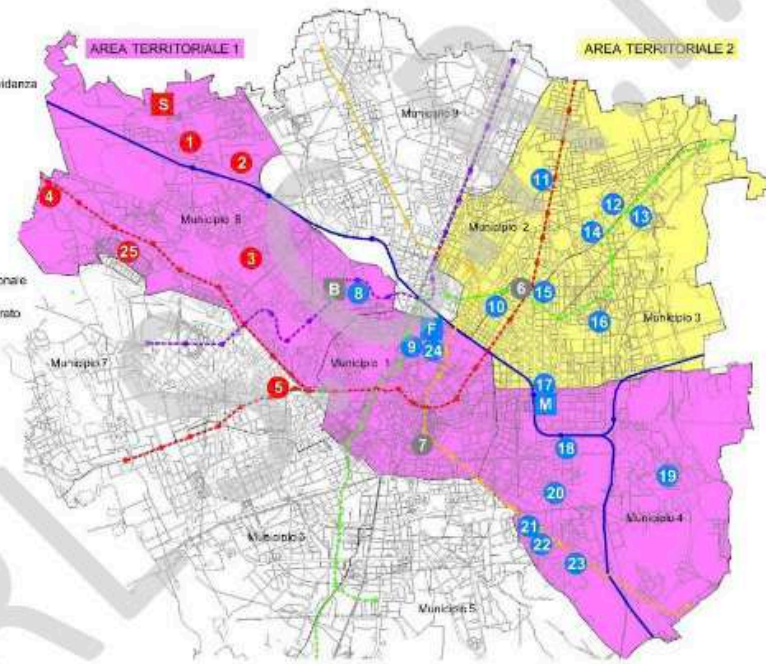 AREA TERRITORIALE 1
AREA TERRITORIALE 2
S
Municipio 9
1
2
11
4
12
13
Municipio 8
Municipio 2
14
25
3
6
B
8
15
10
16
Municipio 3
F
9
24
Municipio 7
Municipio 1
5
17
M
7
18
19
20
Municipio 4
21
22
Municipio 6
23
Municipio 5